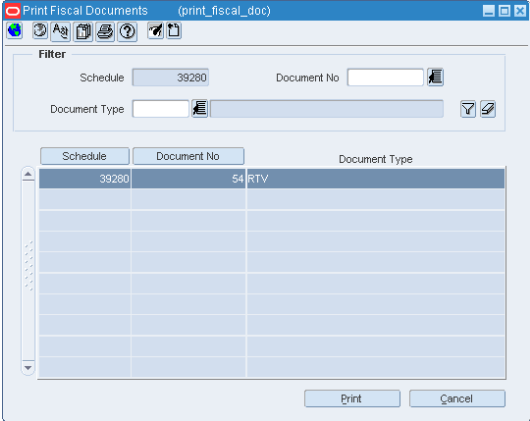 Print Fiscal Documents (print_fiscal_doc)
Filter
Schedule 39280 Document No
Document Type
Schedule Document No Document Type
39280 54 RTV
Print Cancel